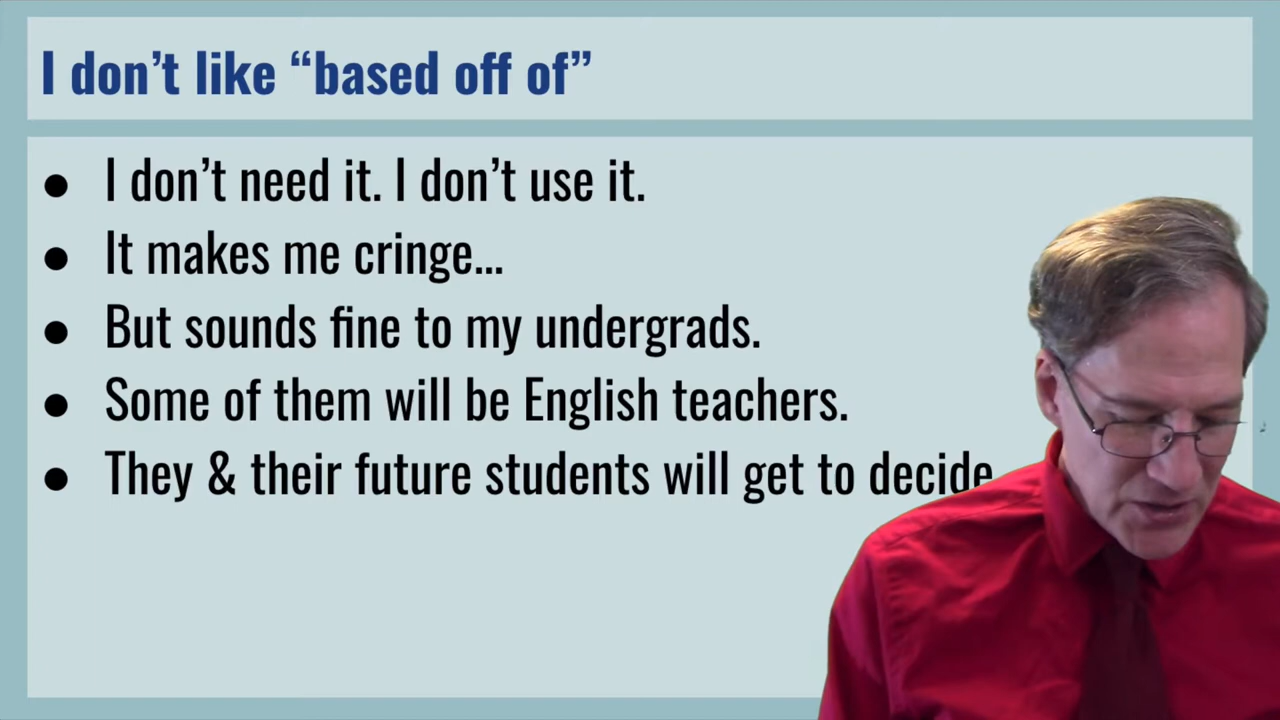 I don’t like “based off of”
● I don’t need it. I don’t use it.
● It makes me cringe...
● But sounds fine to my undergrads.
● Some of them will be English teachers.
● They & their future students will get to decide